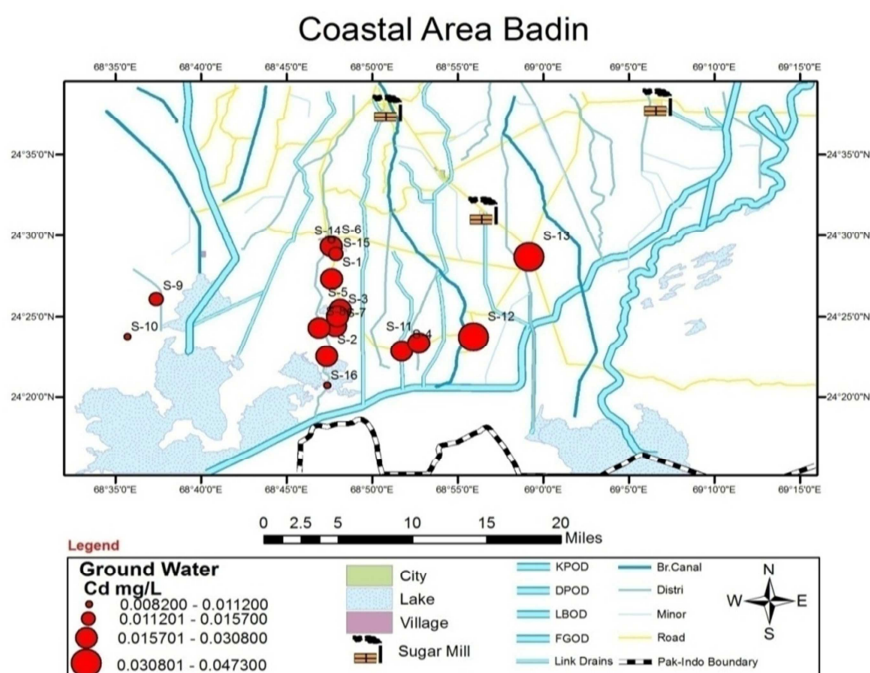 Coastal Area Badin
68°35'0"E 68°40'0"E 68°45'0"E 68°50'0"E 68°55'0"E 69°0'0"E 69°5'0"E 69°10'0"E 69°15'0"E
24°35'0"N 24°35'0"N
24°30'0"N 24°30'0"N
S-14 S-6
S-13
S-15
S-1
S-9
S-5
S-3
24°25'0"N 24°25'0"N
S-7
S-12
S-10
S-11
S-4
S-2
S-16
24°20'0"N 24°20'0"N
68°35'0"E 68°40'0"E 68°45'0"E 68°50'0"E 68°55'0"E 69°0'0"E 69°5'0"E 69°10'0"E 69°15'0"E
0 2.5 5 10 15 20
Miles
Legend
Ground Water
Cd mg/L
0.008200 - 0.011200
0.011201 - 0.015700
0.015701 - 0.030800
0.030801 - 0.047300
City
Lake
Village
Sugar Mill
KPOD
DPOD
LBOD
FGOD
Link Drains
Br.Canal
Distri
Minor
Road
Pak-Indo Boundary
N
W E
S